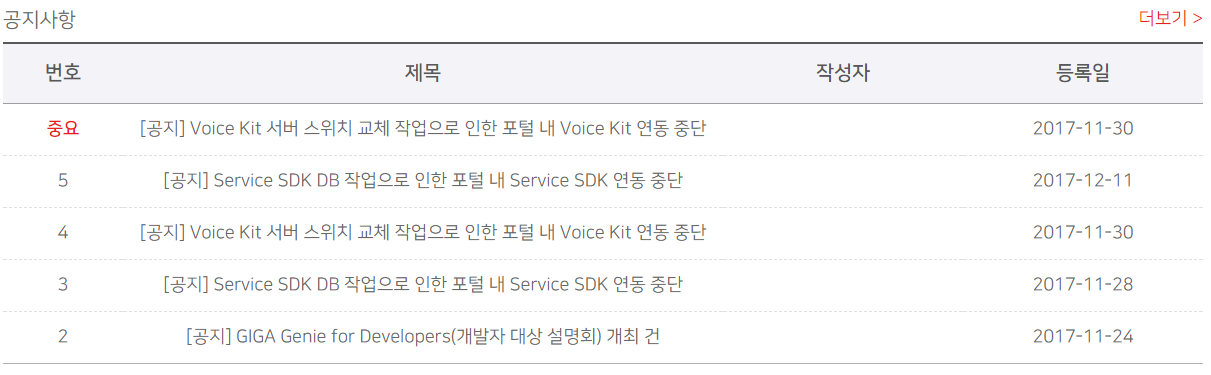 공지사항 더보기 >
번호 제목 작성자 등록일
중요 [공지] Voice Kit 서버 스위치 교체 작업으로 인한 포털 내 Voice Kit 연동 중단 2017-11-30
5 [공지] Service SDK DB 작업으로 인한 포털 내 Service SDK 연동 중단 2017-12-11
4 [공지] Voice Kit 서버 스위치 교체 작업으로 인한 포털 내 Voice Kit 연동 중단 2017-11-30
3 [공지] Service SDK DB 작업으로 인한 포털 내 Service SDK 연동 중단 2017-11-28
2 [공지] GIGA Genie for Developers(개발자 대상 설명회) 개최 건 2017-11-24